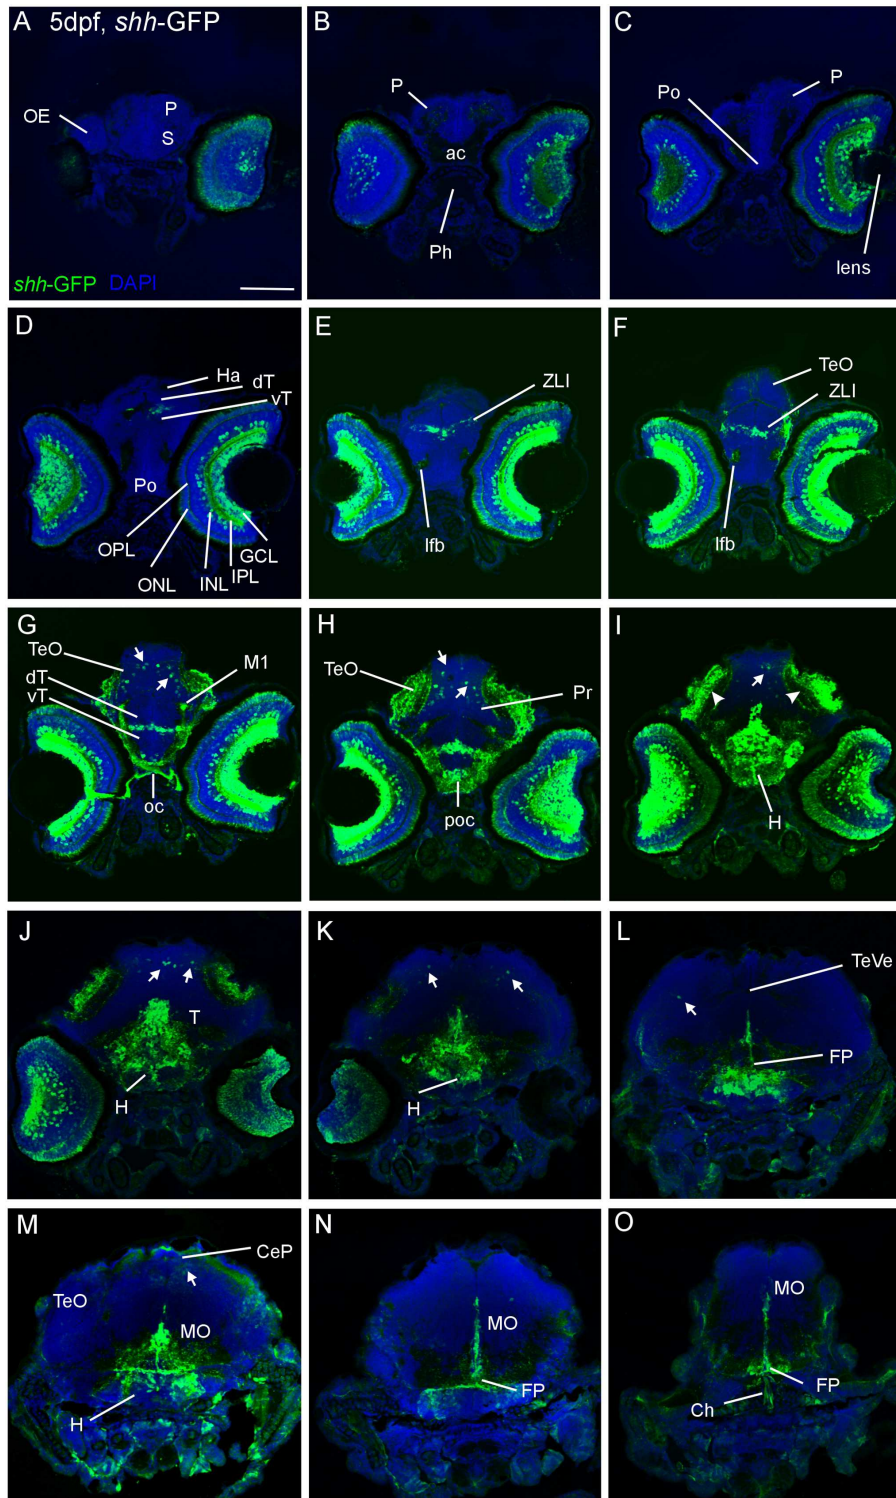 A 5dpf, shh-GFP
OE
P
S
shh-GFP DAPI
B
P
ac
Ph
C
Po
P
lens
D
Ha
dT
vT
Po
OPL
ONL
INL
IPL
GCL
E
ZLI
lfb
F
TeO
ZLI
lfb
G
TeO
dT
vT
M1
oc
H
TeO
Pr
poc
I
H
J
T
H
K
H
L
TeVe
FP
M
CeP
TeO
MO
H
N
MO
FP
O
MO
FP
Ch